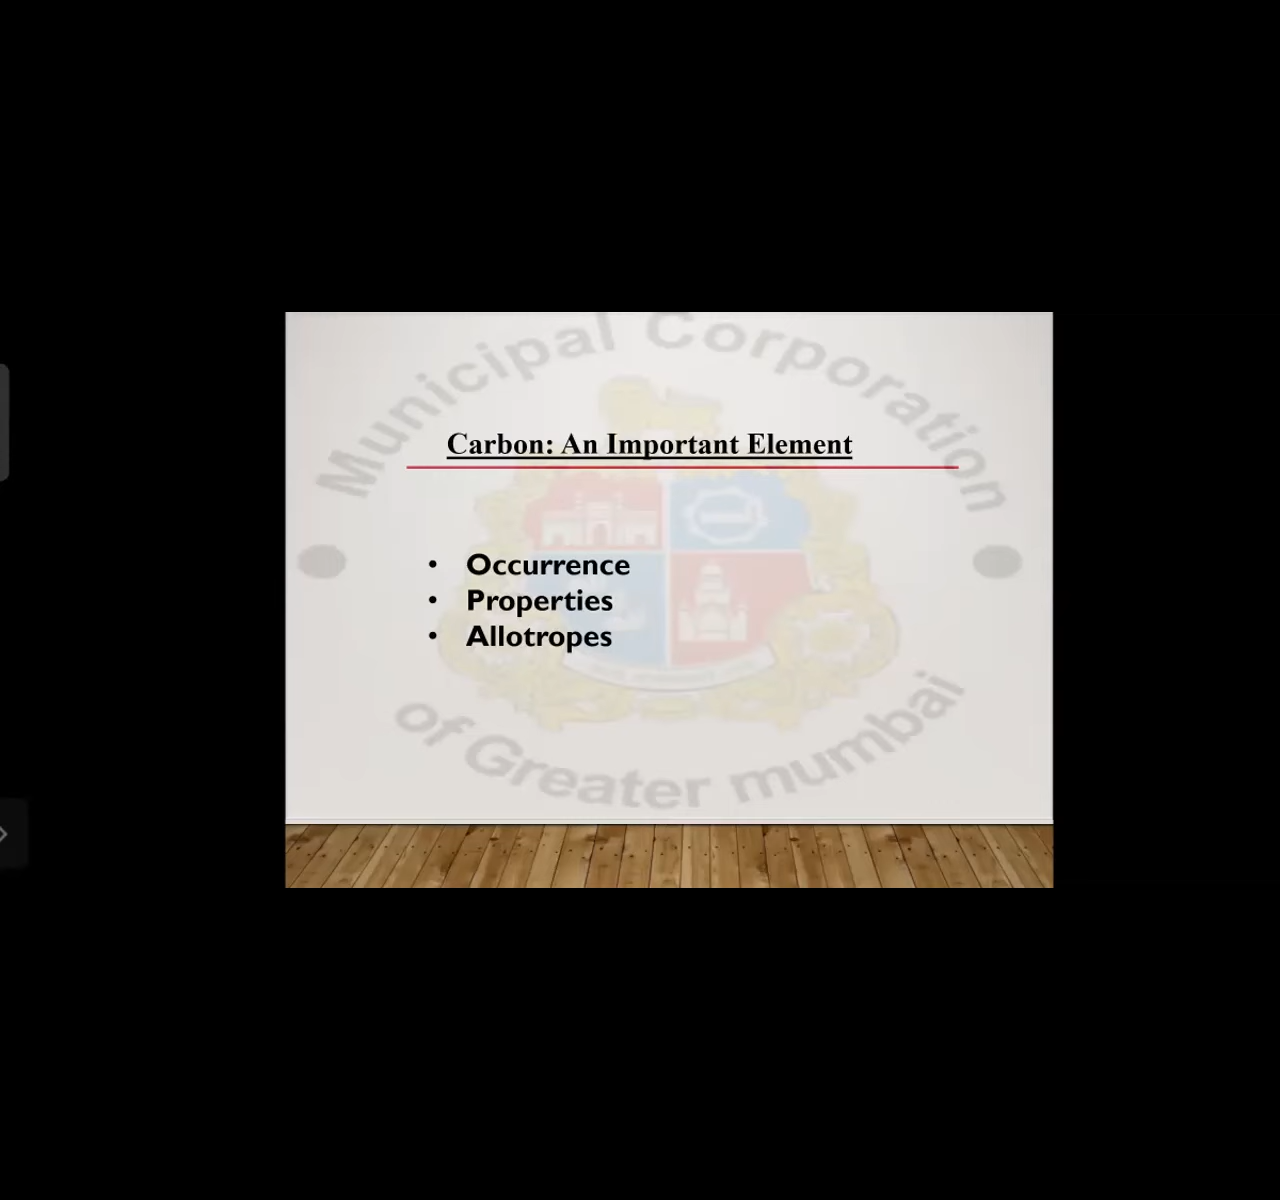 Municipal Corporation
Carbon: An Important Element
• Occurrence
• Properties
• Allotropes
of Greater mumbai